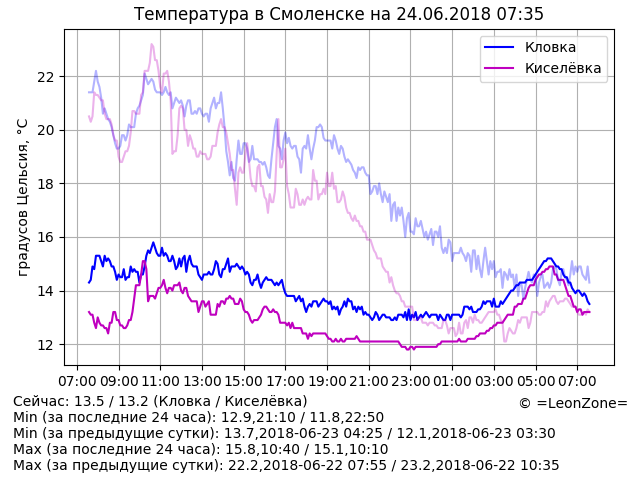 Температура в Смоленске на 24.06.2018 07:35
Кловка
Киселёвка
градусов Цельсия, °C
22
20
18
16
14
12
07:00 09:00 11:00 13:00 15:00 17:00 19:00 21:00 23:00 01:00 03:00 05:00 07:00
Сейчас: 13.5 / 13.2 (Кловка / Киселёвка)
© =LeonZone=
Min (за последние 24 часа): 12.9,21:10 / 11.8,22:50
Min (за предыдущие сутки): 13.7,2018-06-23 04:25 / 12.1,2018-06-23 03:30
Max (за последние 24 часа): 15.8,10:40 / 15.1,10:10
Max (за предыдущие сутки): 22.2,2018-06-22 07:55 / 23.2,2018-06-22 10:35